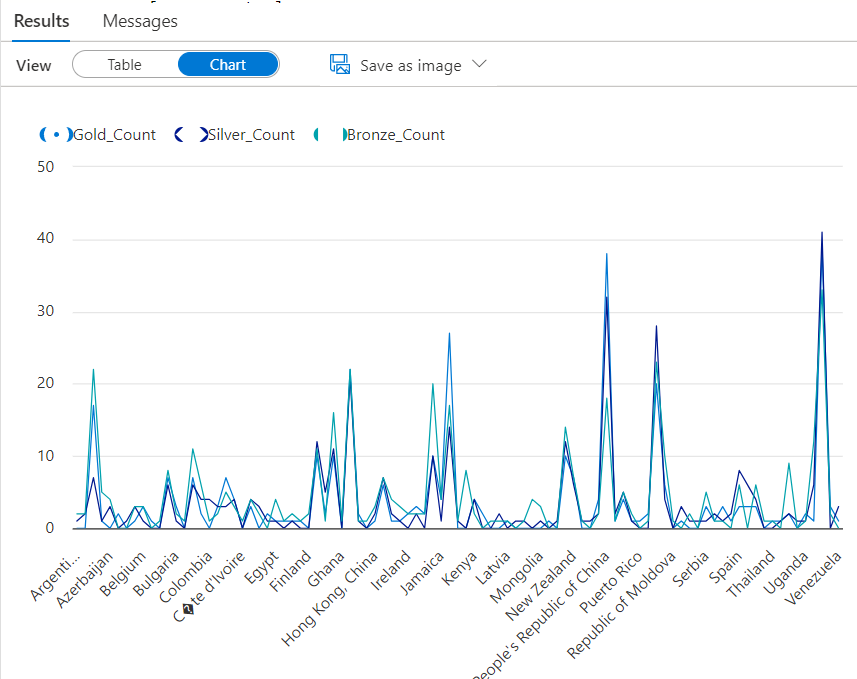 Results Messages
View Table Chart Save as image
Gold_Count Silver_Count Bronze_Count
50
40
30
20
10
0
Argenti...
Azerbaijan
Belgium
Bulgaria
Colombia
Egypt
Finland
Ghana
Hong Kong, China
Ireland
Jamaica
Kenya
Latvia
Mongolia
New Zealand
People's Republic of China
Puerto Rico
Republic of Moldova
Serbia
Spain
Thailand
Uganda
Venezuela